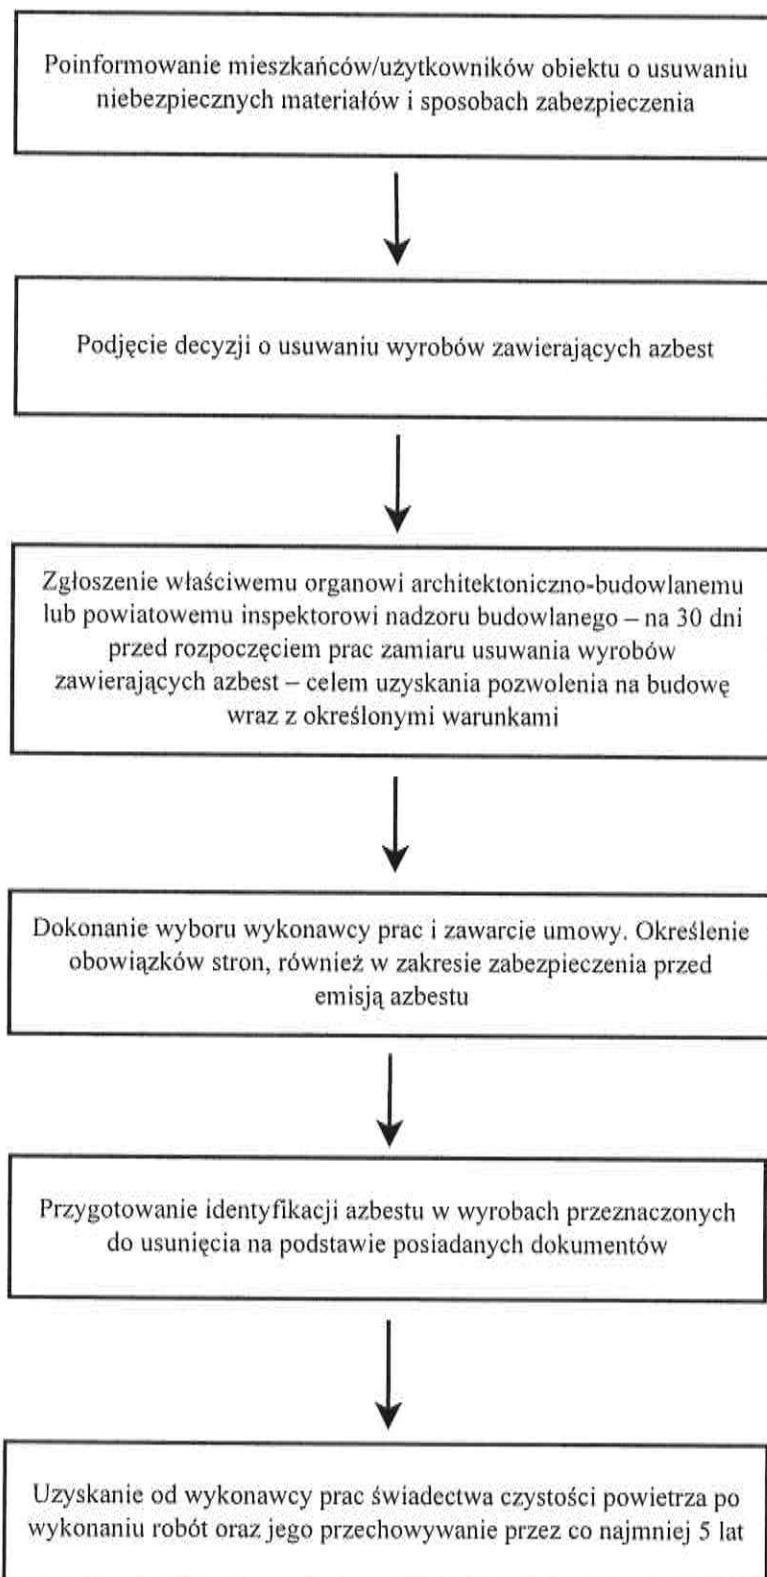 Poinformowanie mieszkańców/użytkowników obiektu o usuwaniu
niebezpiecznych materiałów i sposobach zabezpieczenia
Podjęcie decyzji o usuwaniu wyrobów zawierających azbest
Zgłoszenie właściwemu organowi architektoniczno-budowlanemu
lub powiatowemu inspektorowi nadzoru budowlanego – na 30 dni
przed rozpoczęciem prac zamiaru usuwania wyrobów
zawierających azbest – celem uzyskania pozwolenia na budowę
wraz z określonymi warunkami
Dokonanie wyboru wykonawcy prac i zawarcie umowy. Określenie
obowiązków stron, również w zakresie zabezpieczenia przed
emisją azbestu
Przygotowanie identyfikacji azbestu w wyrobach przeznaczonych
do usunięcia na podstawie posiadanych dokumentów
Uzyskanie od wykonawcy prac świadectwa czystości powietrza po
wykonaniu robót oraz jego przechowywanie przez co najmniej 5 lat